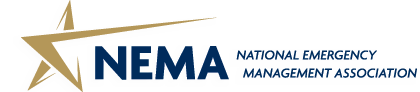 NEMA
NATIONAL EMERGENCY
MANAGEMENT ASSOCIATION